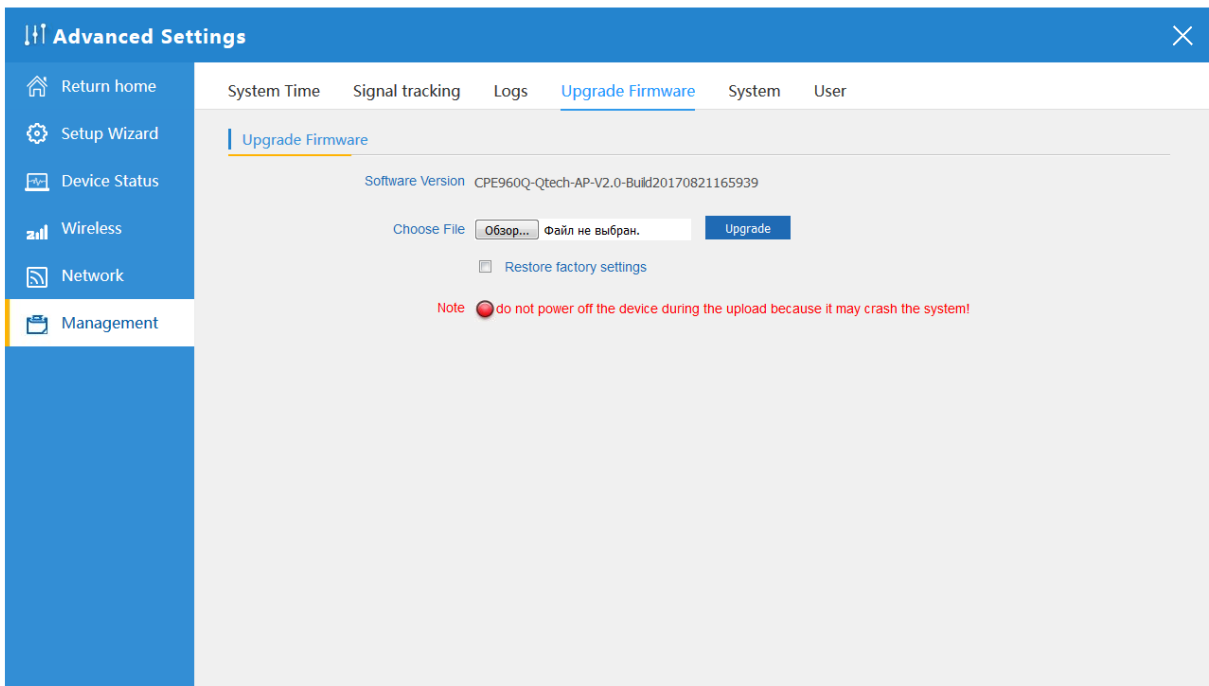 Advanced Settings
Return home
Setup Wizard
Device Status
Wireless
Network
Management
System Time Signal tracking Logs Upgrade Firmware System User
Upgrade Firmware
Software Version CPE960Q-Qtech-AP-V2.0-Build20170821165939
Choose File Обзор... Файл не выбран. Upgrade
Restore factory settings
Note do not power off the device during the upload because it may crash the system!